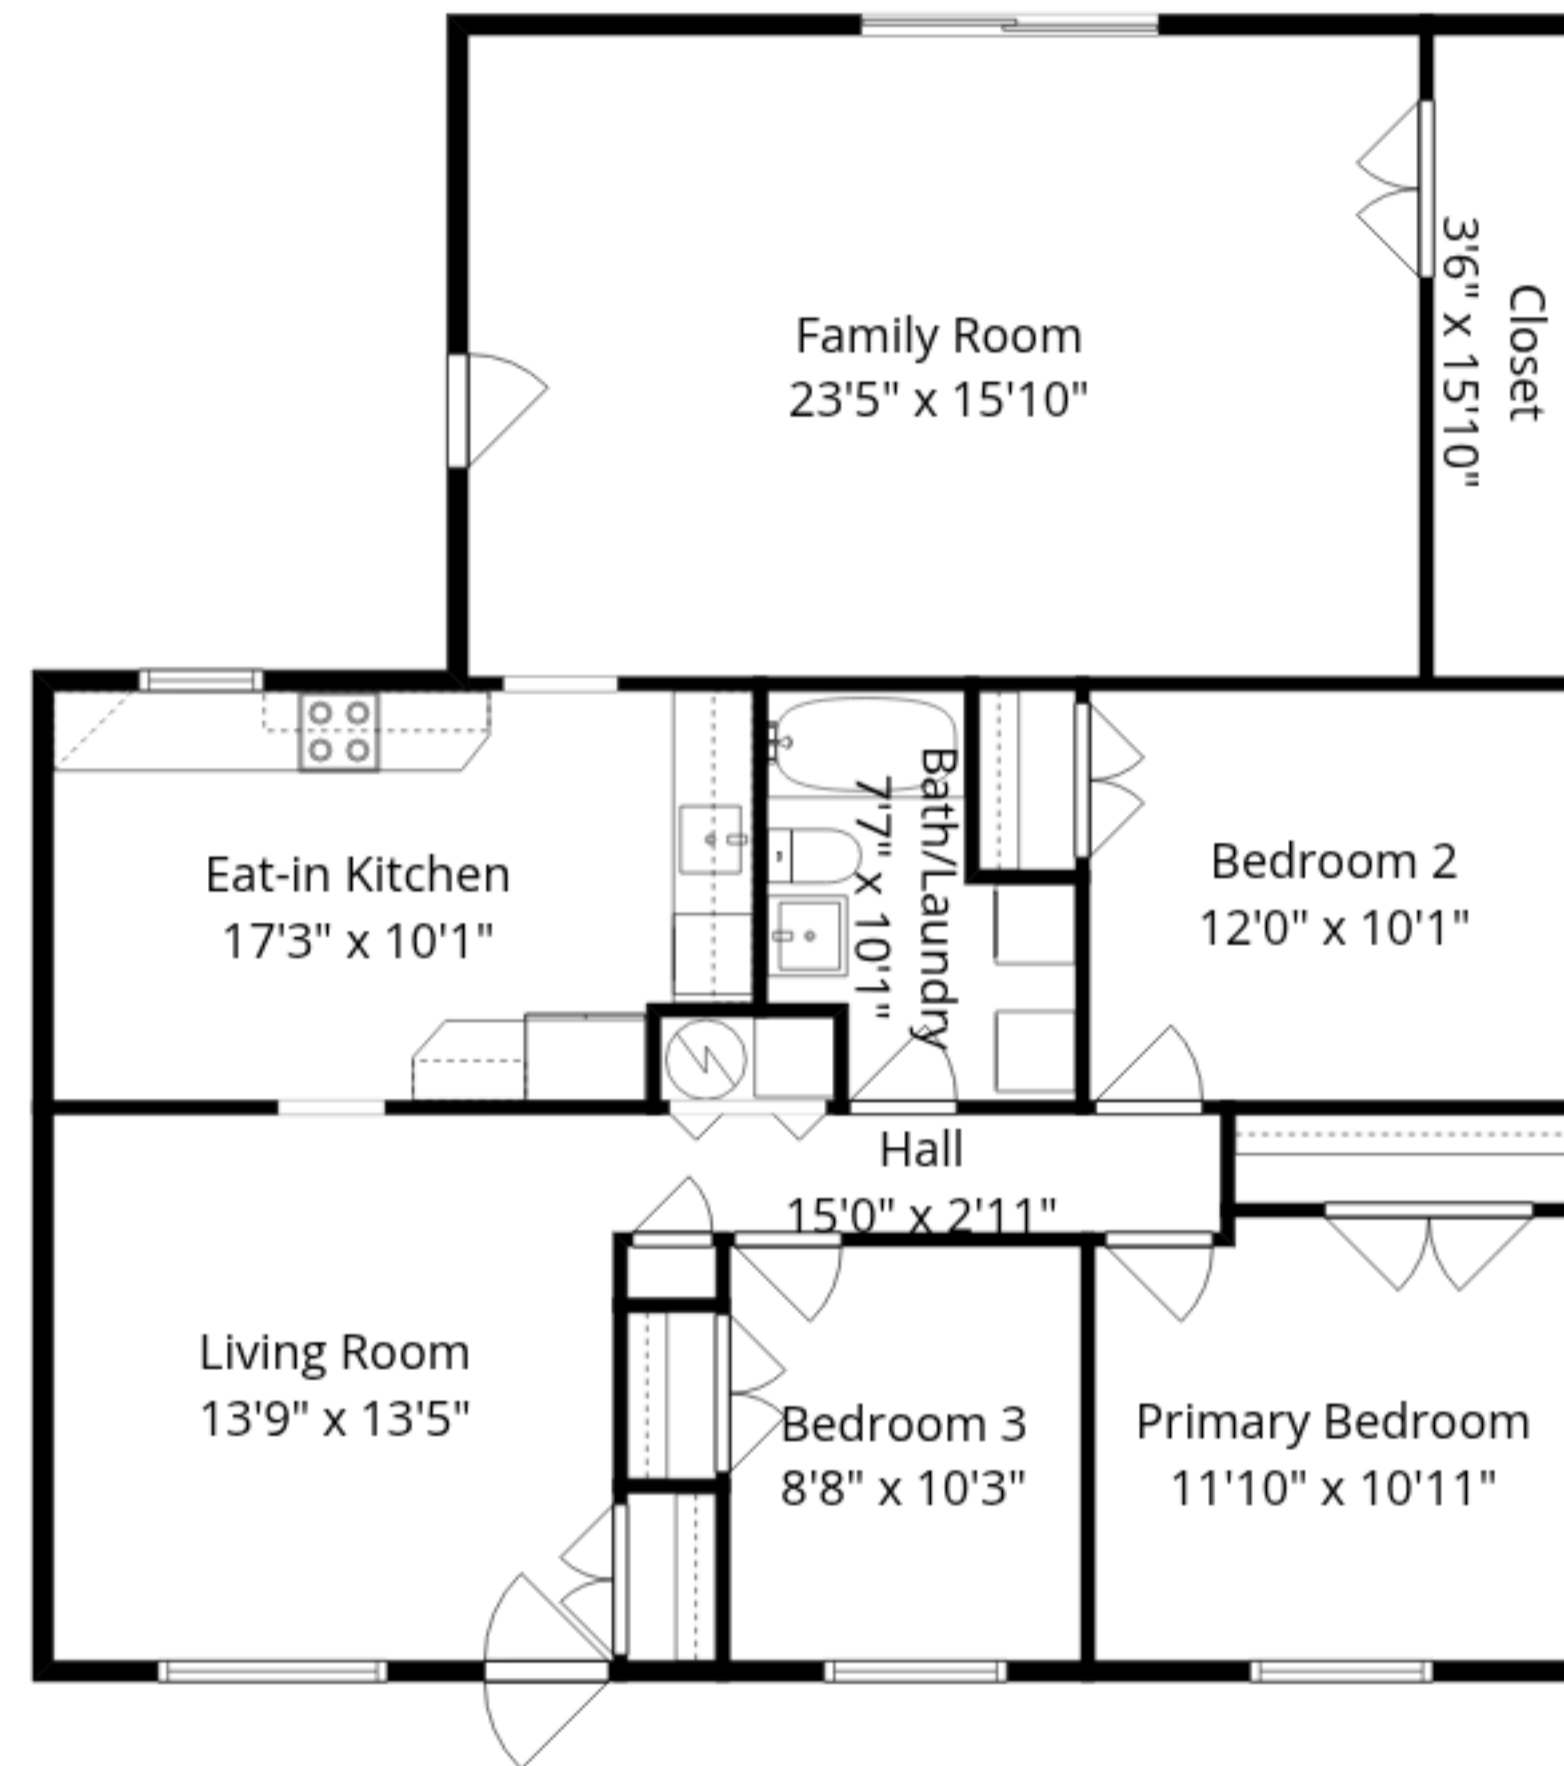 Family Room
23'5" x 15'10"
Closet
3'6" x 15'10"
Eat-in Kitchen
17'3" x 10'1"
Bath/Laundry
7'7" x 10'1"
Bedroom 2
12'0" x 10'1"
Hall
15'0" x 2'11"
Living Room
13'9" x 13'5"
Bedroom 3
8'8" x 10'3"
Primary Bedroom
11'10" x 10'11"